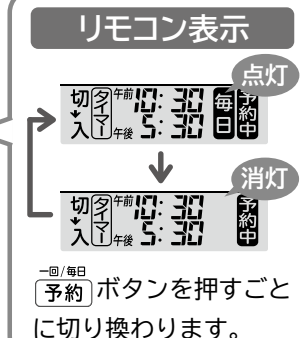 リモコン表示
点灯
切 タイマー 午前 10:30 毎日 予約中
入 午後 5:30
消灯
切 タイマー 午前 10:30 予約中
入 午後 5:30
一回/毎日
予約 ボタンを押すごと
に切り換わります。